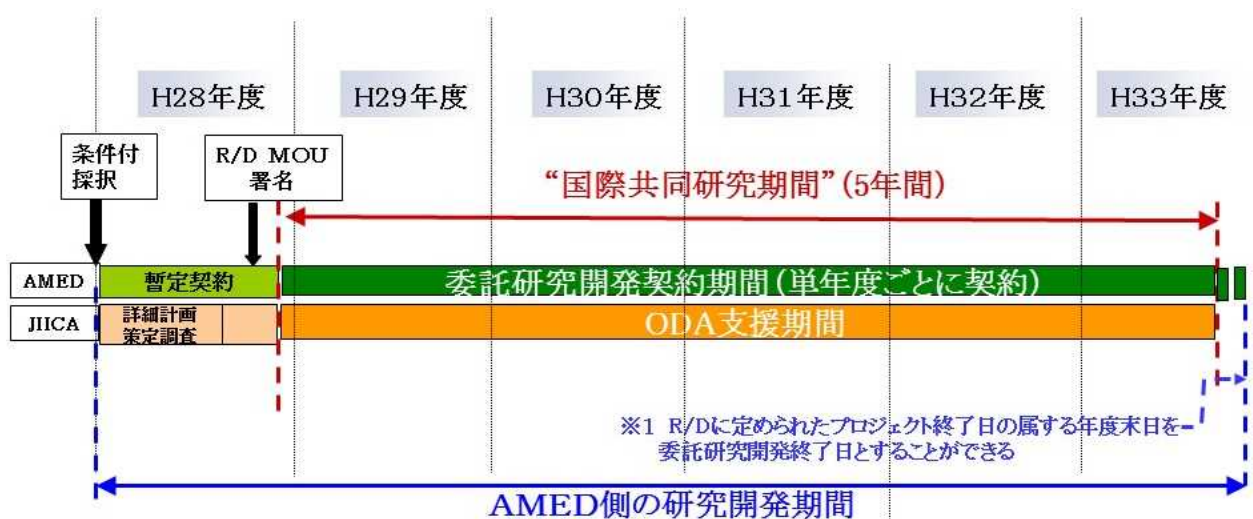 H28年度
H29年度
H30年度
H31年度
H32年度
H33年度
条件付
採択
R/D MOU
署名
“国際共同研究期間”(5年間)
AMED
暫定契約
委託研究開発契約期間(単年度ごとに契約)
JIICA
詳細計画
策定調査
ODA支援期間
※1 R/Dに定められたプロジェクト終了日の属する年度末日を
委託研究開発終了日とすることができる
AMED側の研究開発期間